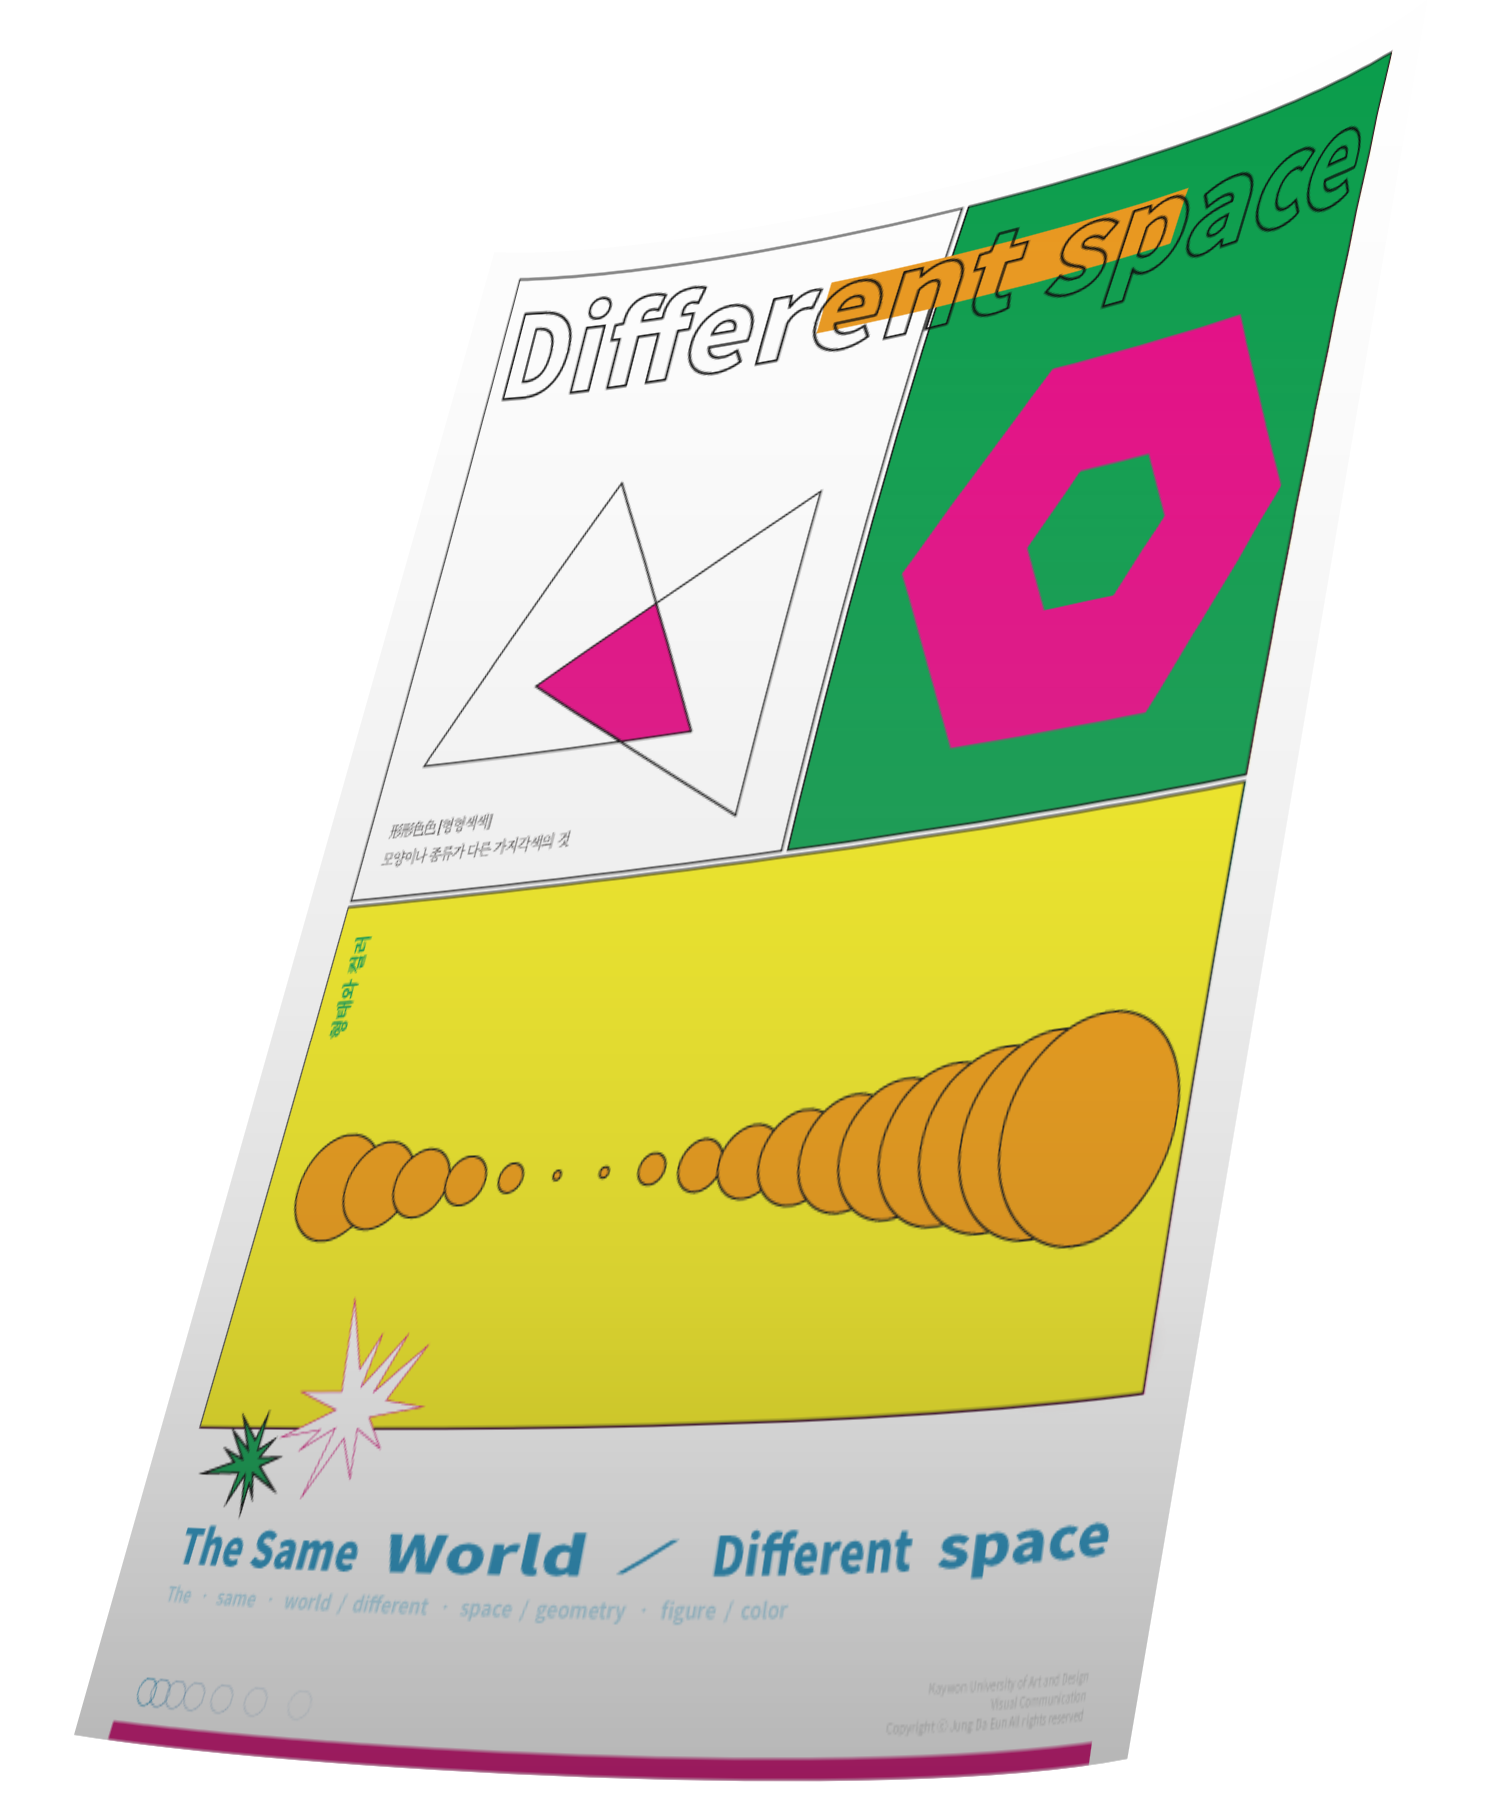 Different space
形形色色 [형형색색]
모양이나 종류가 다른 가지각색의 것
형태와 컬러
The Same World / Different space
The · same · world / different · space / geometry · figure / color
Kaywon University of Art and Design
Visual Communication
Copyright © Jung Da Eun All rights reserved